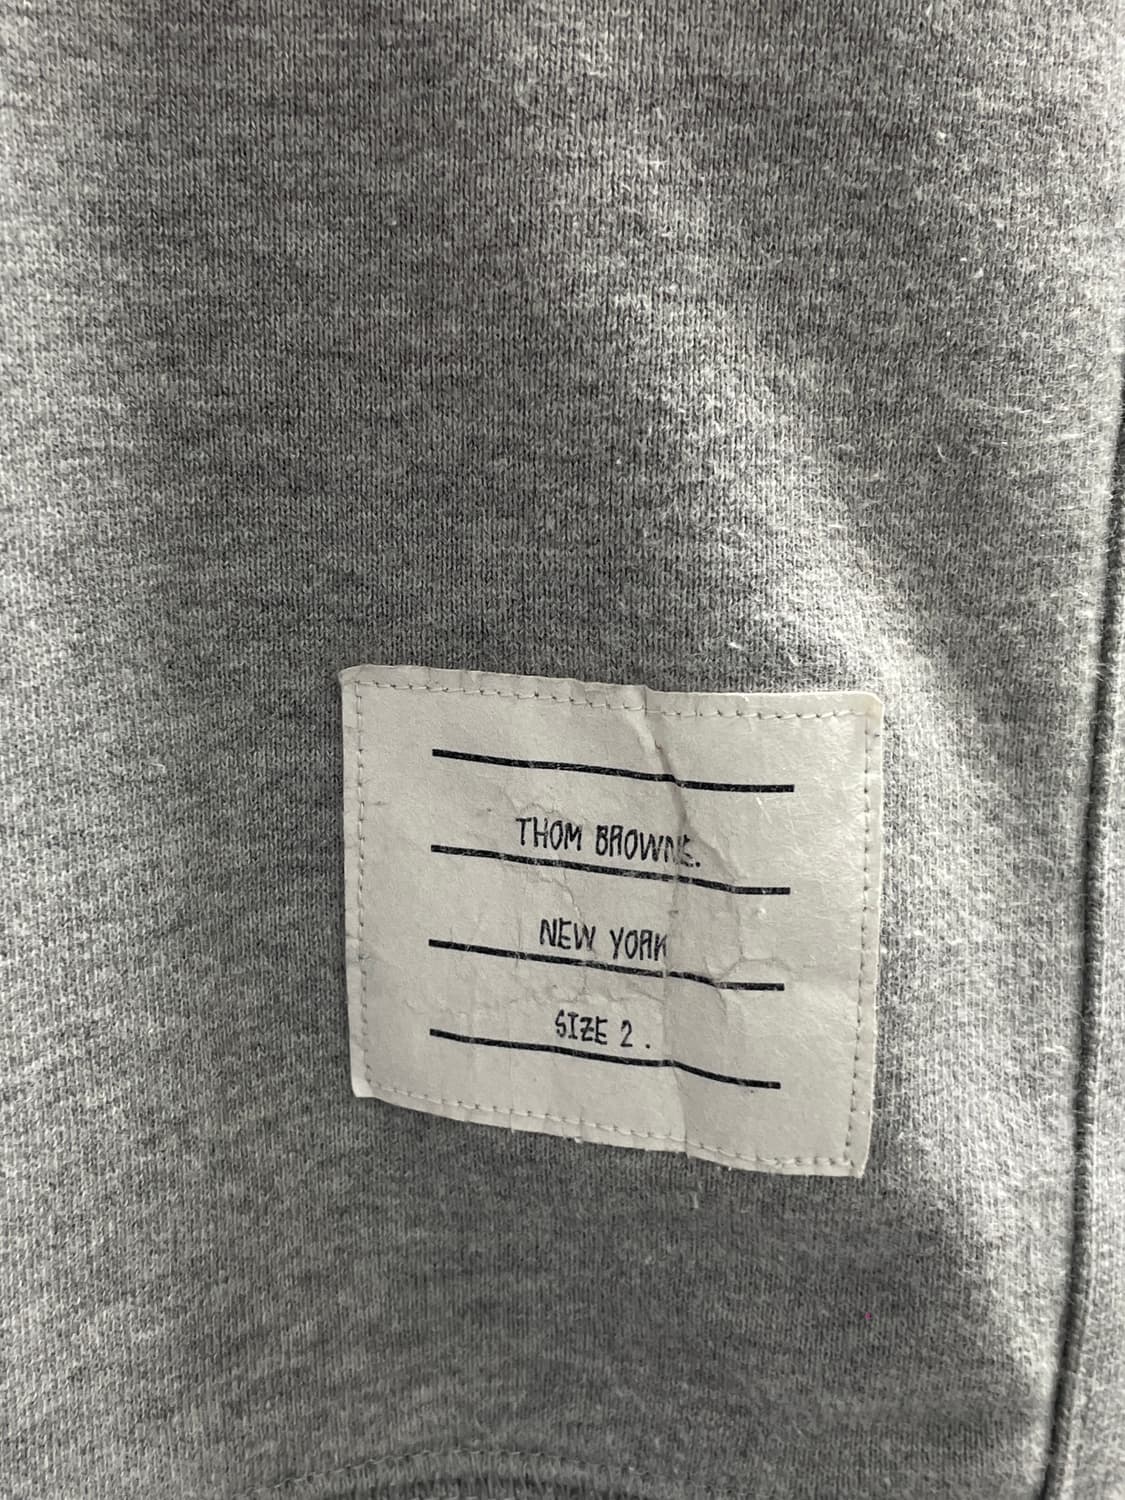 THOM BROWNE.
NEW YORK
SIZE 2 .